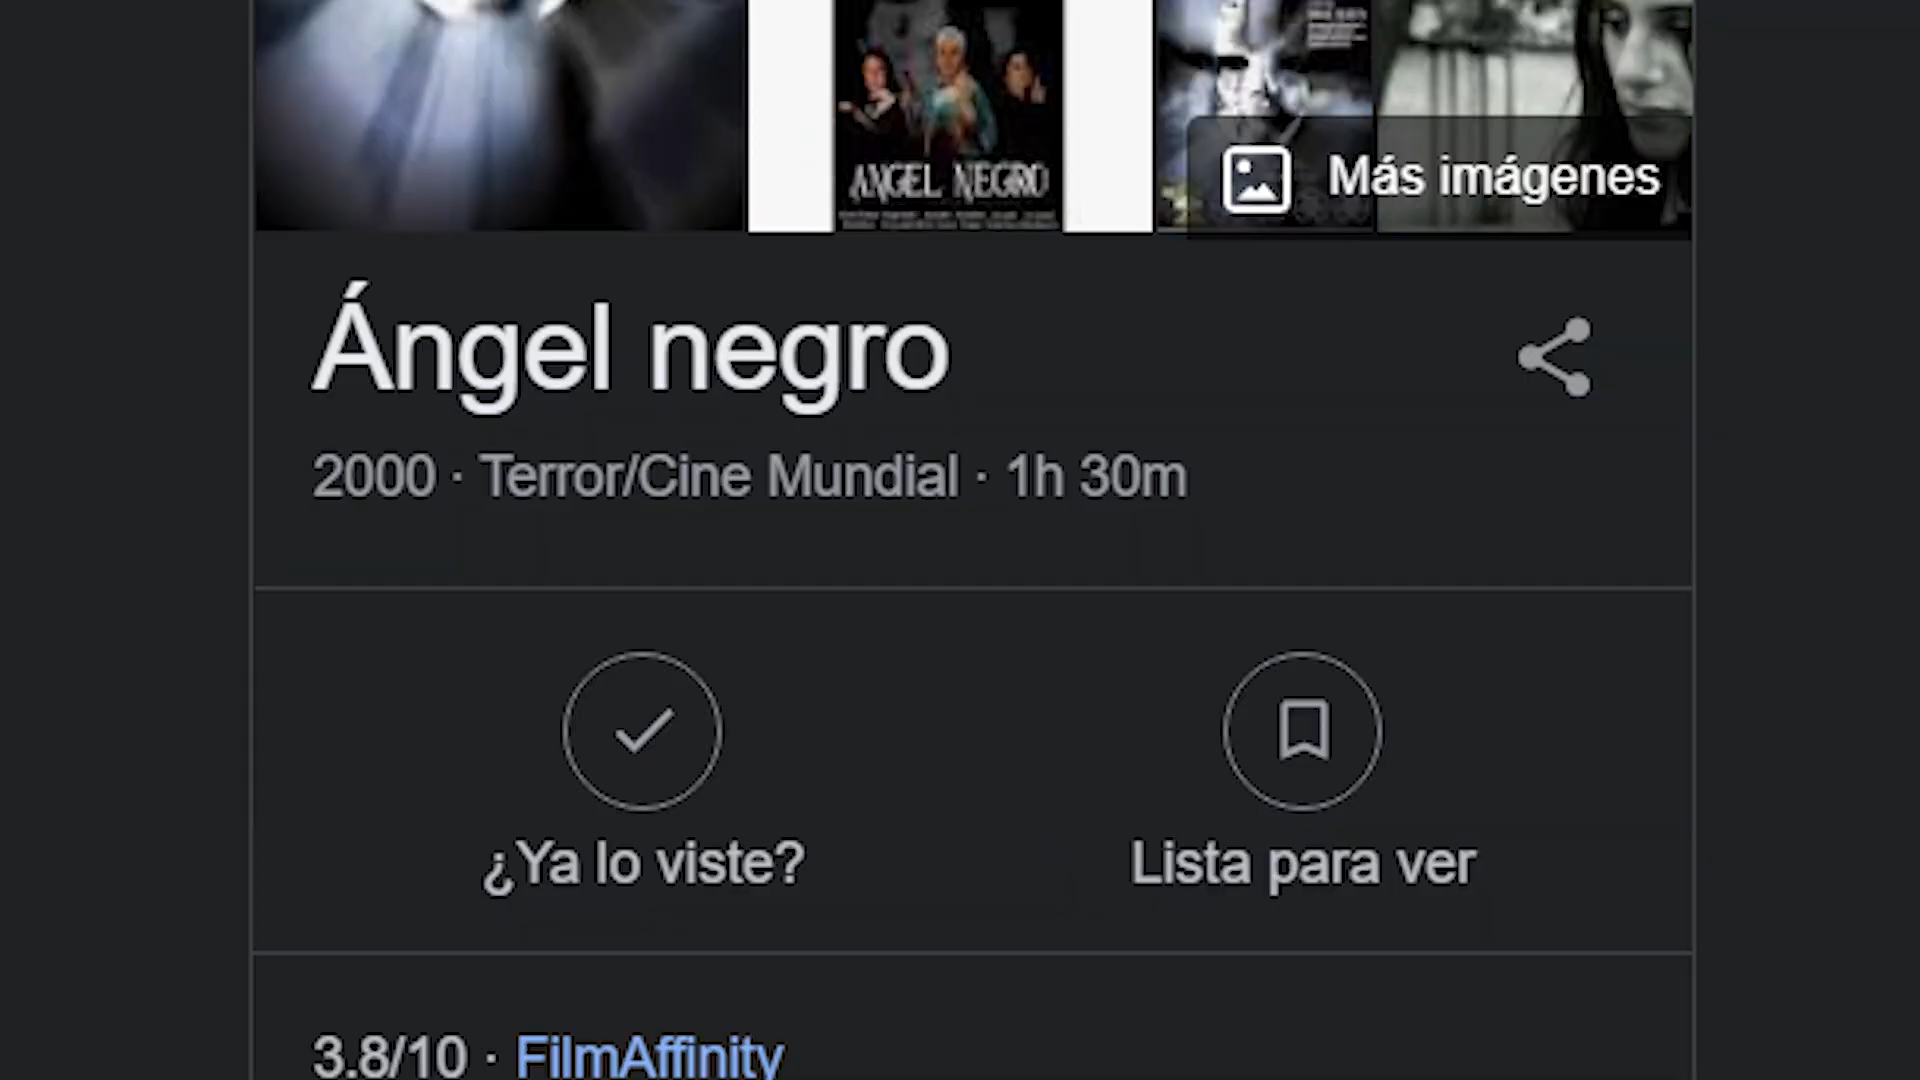 ANGEL NEGRO
Más imágenes
Ángel negro
2000 · Terror/Cine Mundial · 1h 30m
¿Ya lo viste?
Lista para ver
3.8/10 · FilmAffinity